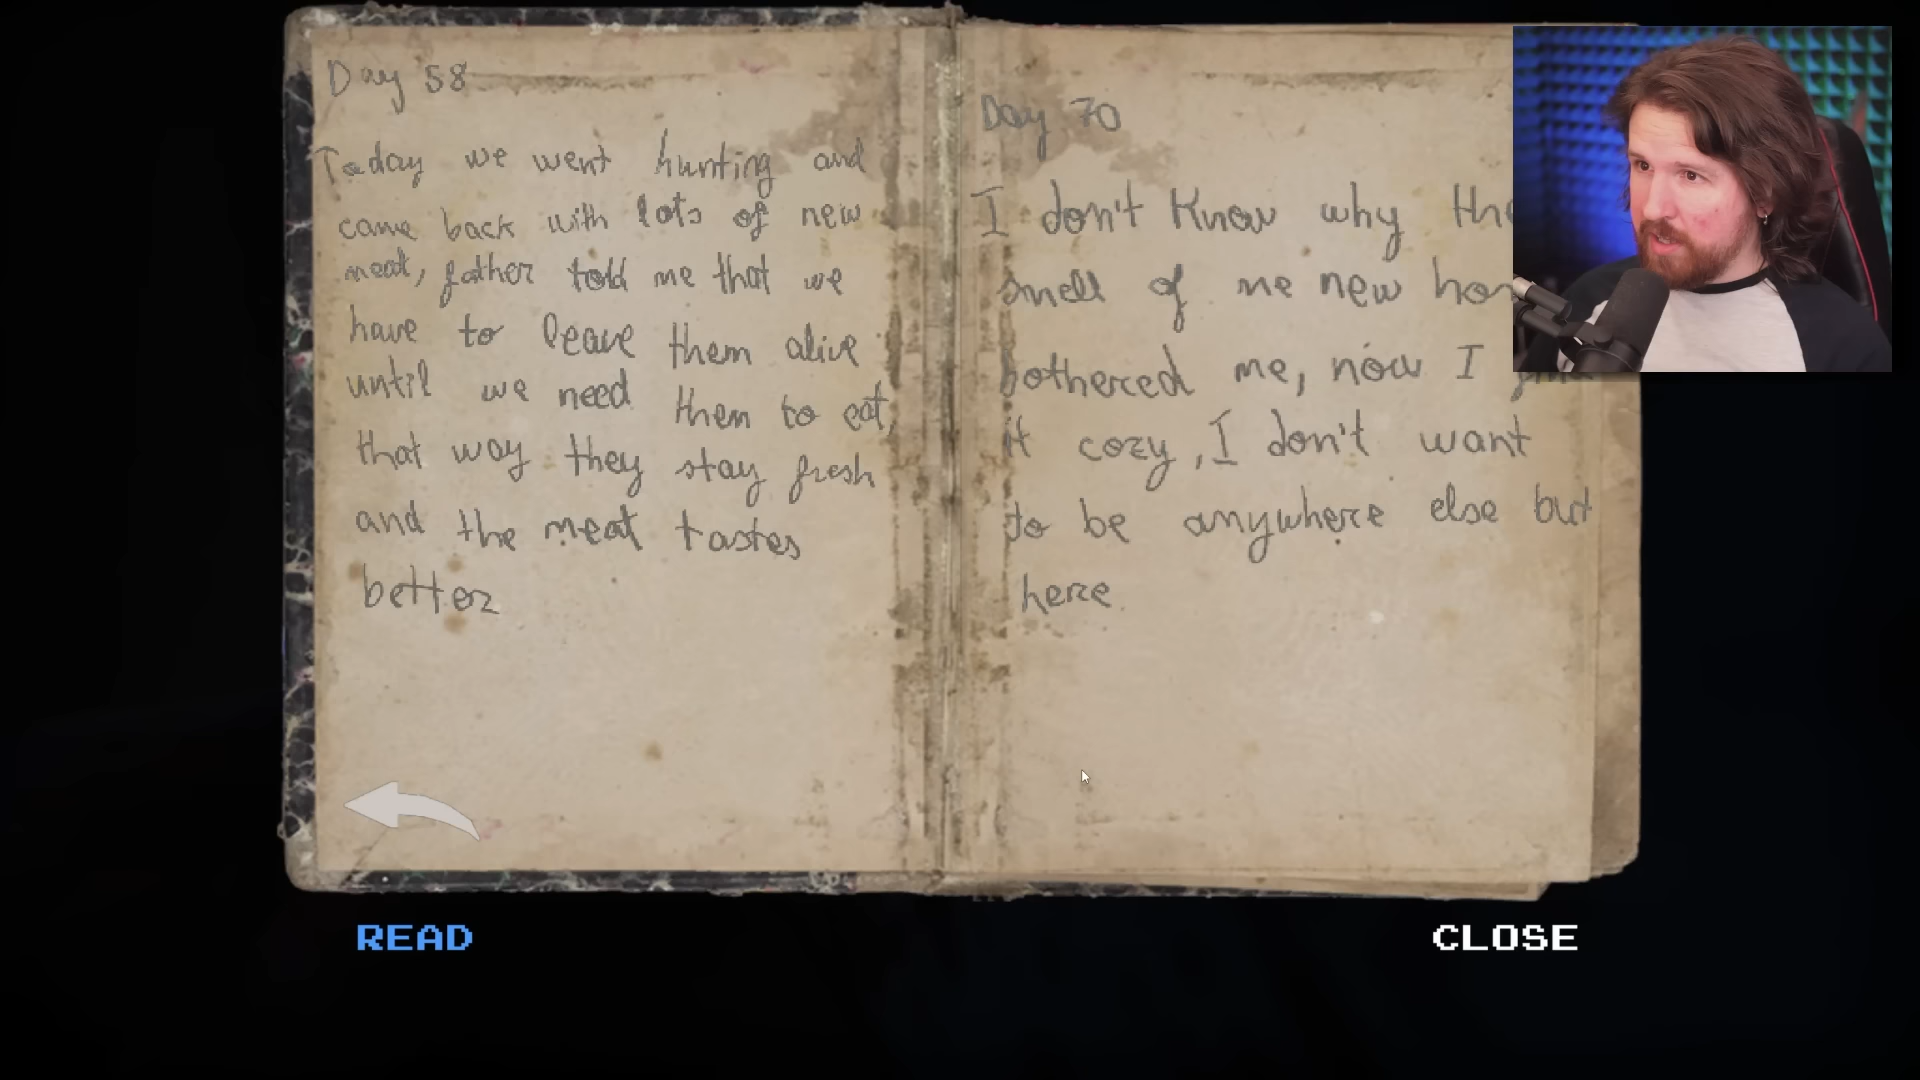 Day 58
Today we went hunting and
came back with lots of new
meat, father told me that we
have to leave them alive
until we need them to eat,
that way they stay fresh
and the meat tastes
better
Day 70
I don't know why the
smell of me new
bothered me, now I
it cozy, I don't want
to be anywhere else but
here
READ
CLOSE